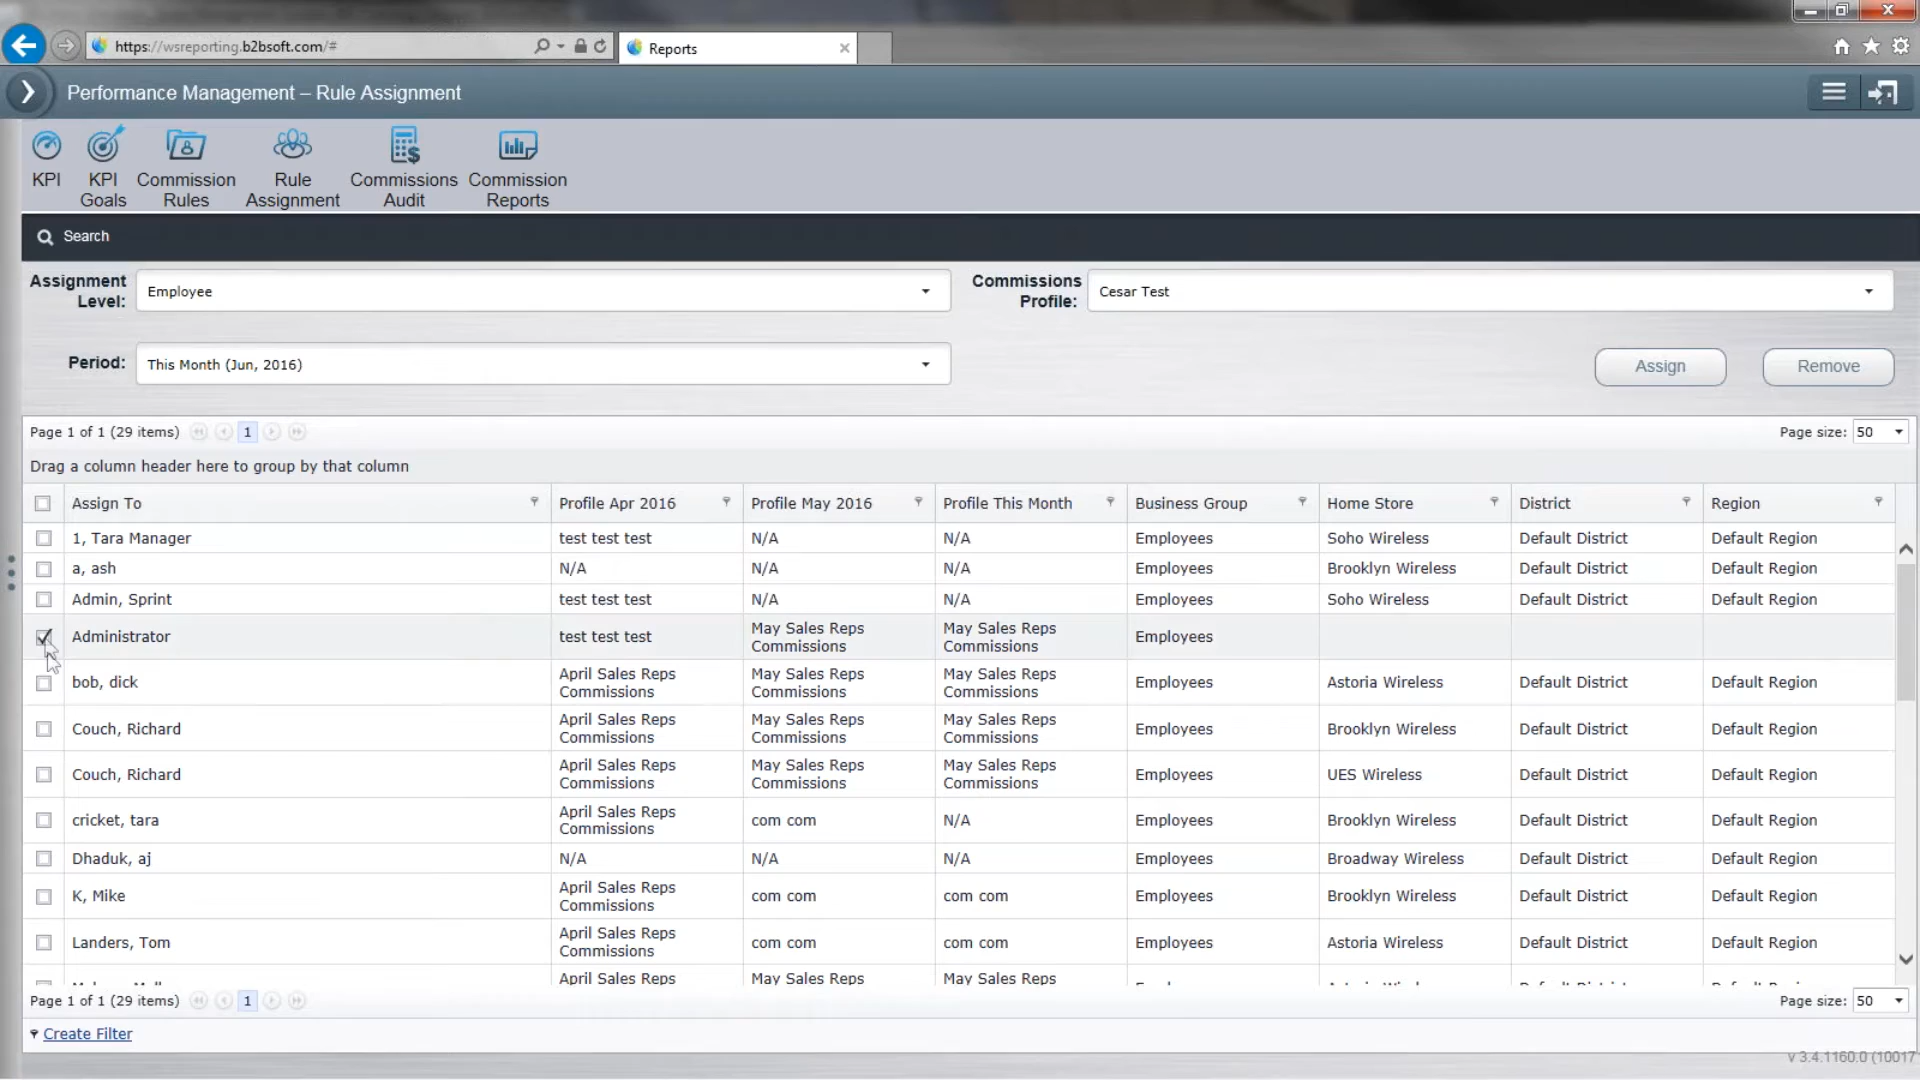 https://wsreporting.b2bsoft.com/#
Reports
Performance Management – Rule Assignment
KPI
KPI Goals
Commission Rules
Rule Assignment
Commissions Audit
Commission Reports
Search
Assignment Level: Employee
Commissions Profile: Cesar Test
Period: This Month (Jun, 2016)
Assign Remove
Page 1 of 1 (29 items) 1 Page size: 50
Drag a column header here to group by that column
Assign To Profile Apr 2016 Profile May 2016 Profile This Month Business Group Home Store District Region
1, Tara Manager test test test N/A N/A Employees Soho Wireless Default District Default Region
a, ash N/A N/A N/A Employees Brooklyn Wireless Default District Default Region
Admin, Sprint test test test N/A N/A Employees Soho Wireless Default District Default Region
Administrator test test test May Sales Reps Commissions May Sales Reps Commissions Employees
bob, dick April Sales Reps Commissions May Sales Reps Commissions May Sales Reps Commissions Employees Astoria Wireless Default District Default Region
Couch, Richard April Sales Reps Commissions May Sales Reps Commissions May Sales Reps Commissions Employees Brooklyn Wireless Default District Default Region
Couch, Richard April Sales Reps Commissions May Sales Reps Commissions May Sales Reps Commissions Employees UES Wireless Default District Default Region
cricket, tara April Sales Reps Commissions com com N/A Employees Brooklyn Wireless Default District Default Region
Dhaduk, aj N/A N/A N/A Employees Broadway Wireless Default District Default Region
K, Mike April Sales Reps Commissions com com com com Employees Brooklyn Wireless Default District Default Region
Landers, Tom April Sales Reps Commissions com com com com Employees Astoria Wireless Default District Default Region
April Sales Reps May Sales Reps May Sales Reps
Page 1 of 1 (29 items) 1 Page size: 50
Create Filter
v 3.4.1160.0 (10017